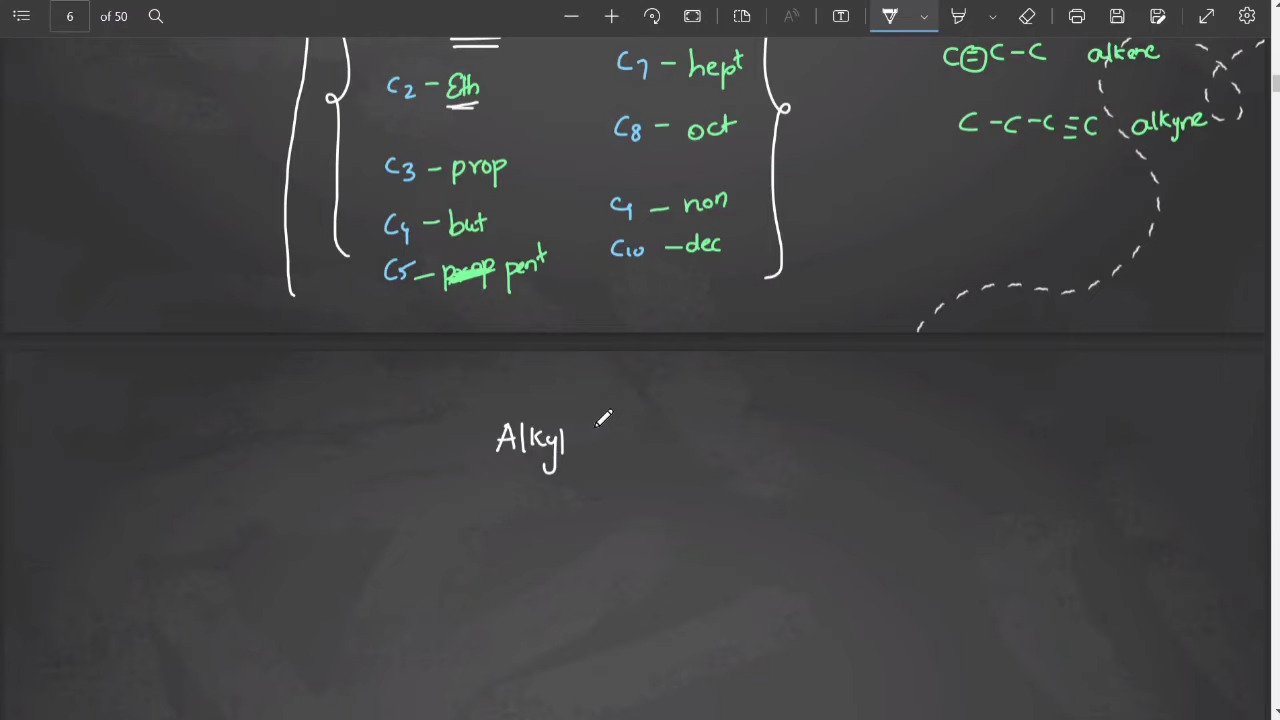 6 of 50
C2 - Eth
C3 - prop
C4 - but
C5 - pent
C7 - hept
C8 - oct
C9 - non
C10 - dec
C=C-C alkene
C-C-C≡C alkyne
Alkyl